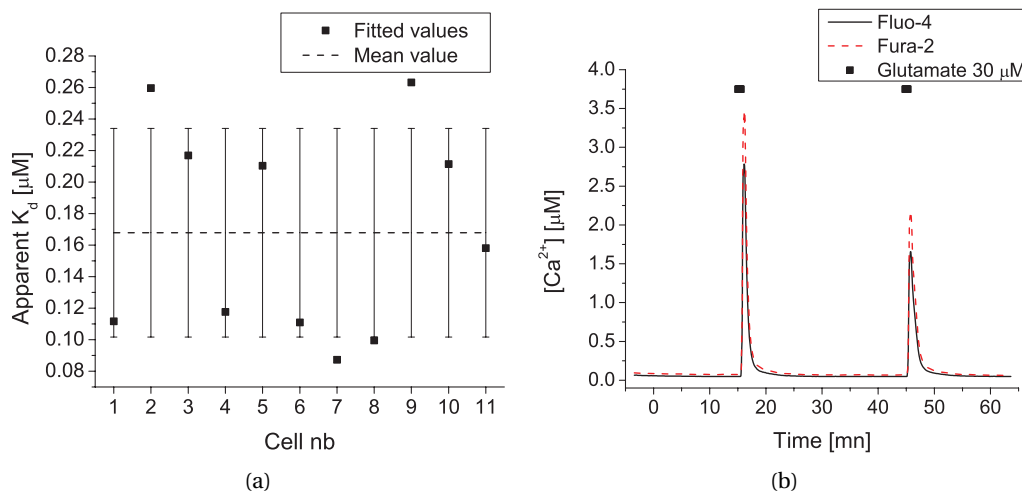 Fitted values
Mean value
0.28
0.26
0.24
0.22
0.20
0.18
0.16
0.14
0.12
0.10
0.08
Apparent K_d [μM]
1 2 3 4 5 6 7 8 9 10 11
Cell nb
(a)
Fluo-4
Fura-2
Glutamate 30 μM
4.0
3.5
3.0
2.5
2.0
1.5
1.0
0.5
0.0
[Ca²⁺] [μM]
0 10 20 30 40 50 60
Time [mn]
(b)